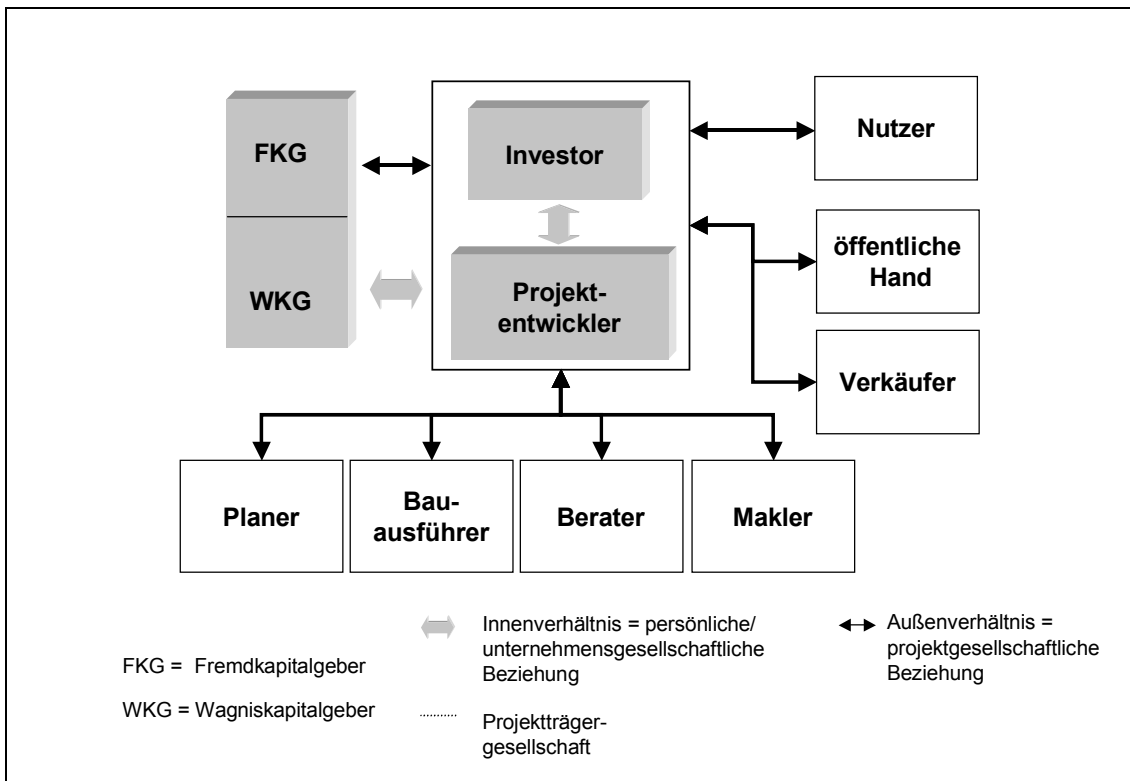 FKG
WKG
Investor
Projekt-
entwickler
Nutzer
öffentliche
Hand
Verkäufer
Planer
Bau-
ausführer
Berater
Makler
FKG = Fremdkapitalgeber
WKG = Wagniskapitalgeber
Innenverhältnis = persönliche/
unternehmensgesellschaftliche
Beziehung
Projektträger-
gesellschaft
Außenverhältnis =
projektgesellschaftliche
Beziehung